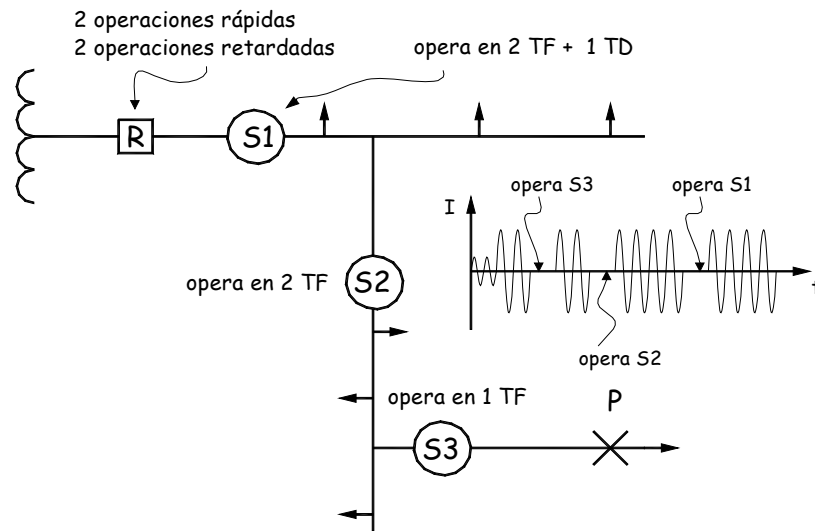 2 operaciones rápidas
2 operaciones retardadas
opera en 2 TF + 1 TD
R
S1
opera S3
opera S1
I
t
opera en 2 TF
S2
opera S2
opera en 1 TF
P
S3